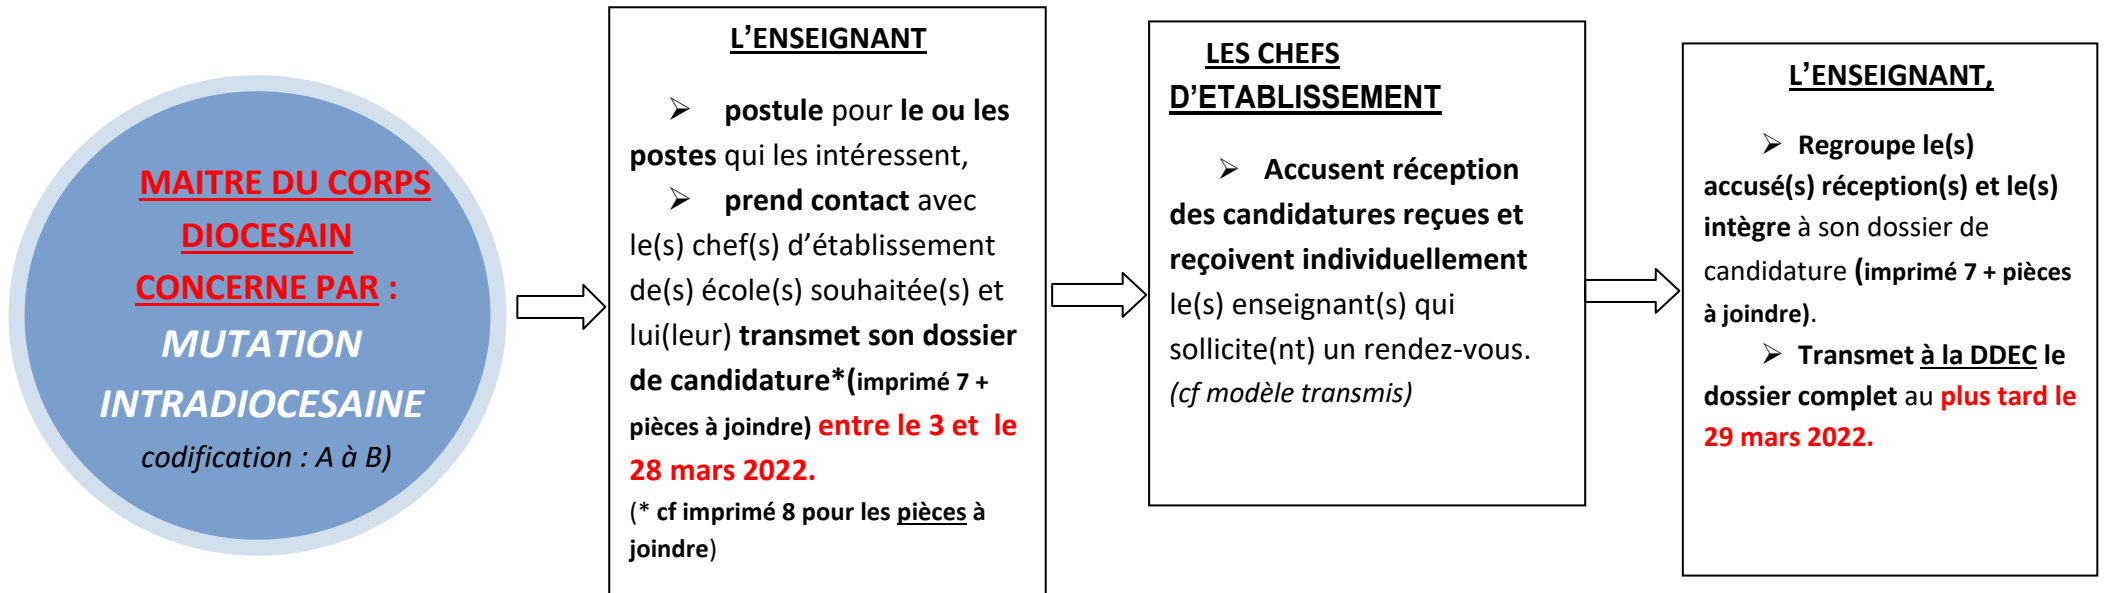 MAITRE DU CORPS
DIOCESAIN
CONCERNE PAR :
MUTATION
INTRADIOCESAINE
codification : A à B)
L’ENSEIGNANT
➢ postule pour le ou les
postes qui les intéressent,
➢ prend contact avec
le(s) chef(s) d’établissement
de(s) école(s) souhaitée(s) et
lui(leur) transmet son dossier
de candidature*(imprimé 7 +
pièces à joindre) entre le 3 et le
28 mars 2022.
(* cf imprimé 8 pour les pièces à
joindre)
LES CHEFS
D’ETABLISSEMENT
➢ Accusent réception
des candidatures reçues et
reçoivent individuellement
le(s) enseignant(s) qui
sollicite(nt) un rendez-vous.
(cf modèle transmis)
L’ENSEIGNANT,
➢ Regroupe le(s)
accusé(s) réception(s) et le(s)
intègre à son dossier de
candidature (imprimé 7 + pièces
à joindre).
➢ Transmet à la DDEC le
dossier complet au plus tard le
29 mars 2022.